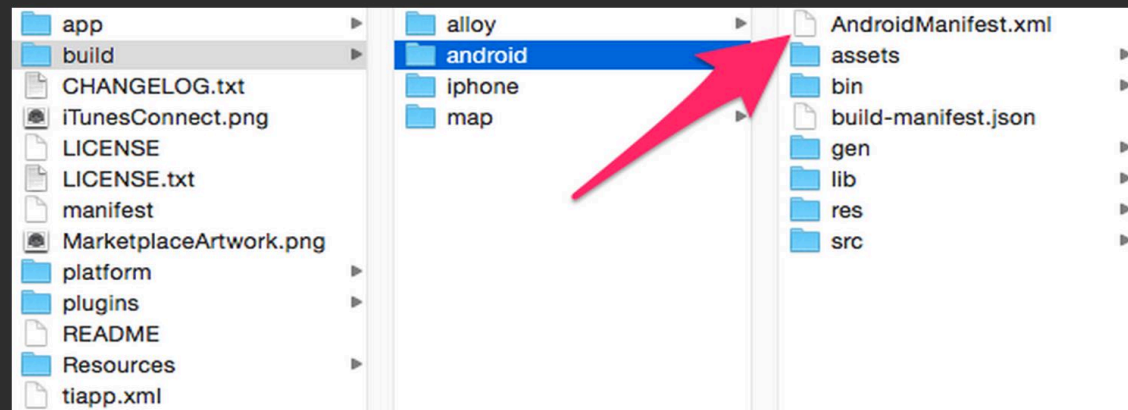 app
build
CHANGELOG.txt
iTunesConnect.png
LICENSE
LICENSE.txt
manifest
MarketplaceArtwork.png
platform
plugins
README
Resources
tiapp.xml
alloy
android
iphone
map
AndroidManifest.xml
assets
bin
build-manifest.json
gen
lib
res
src